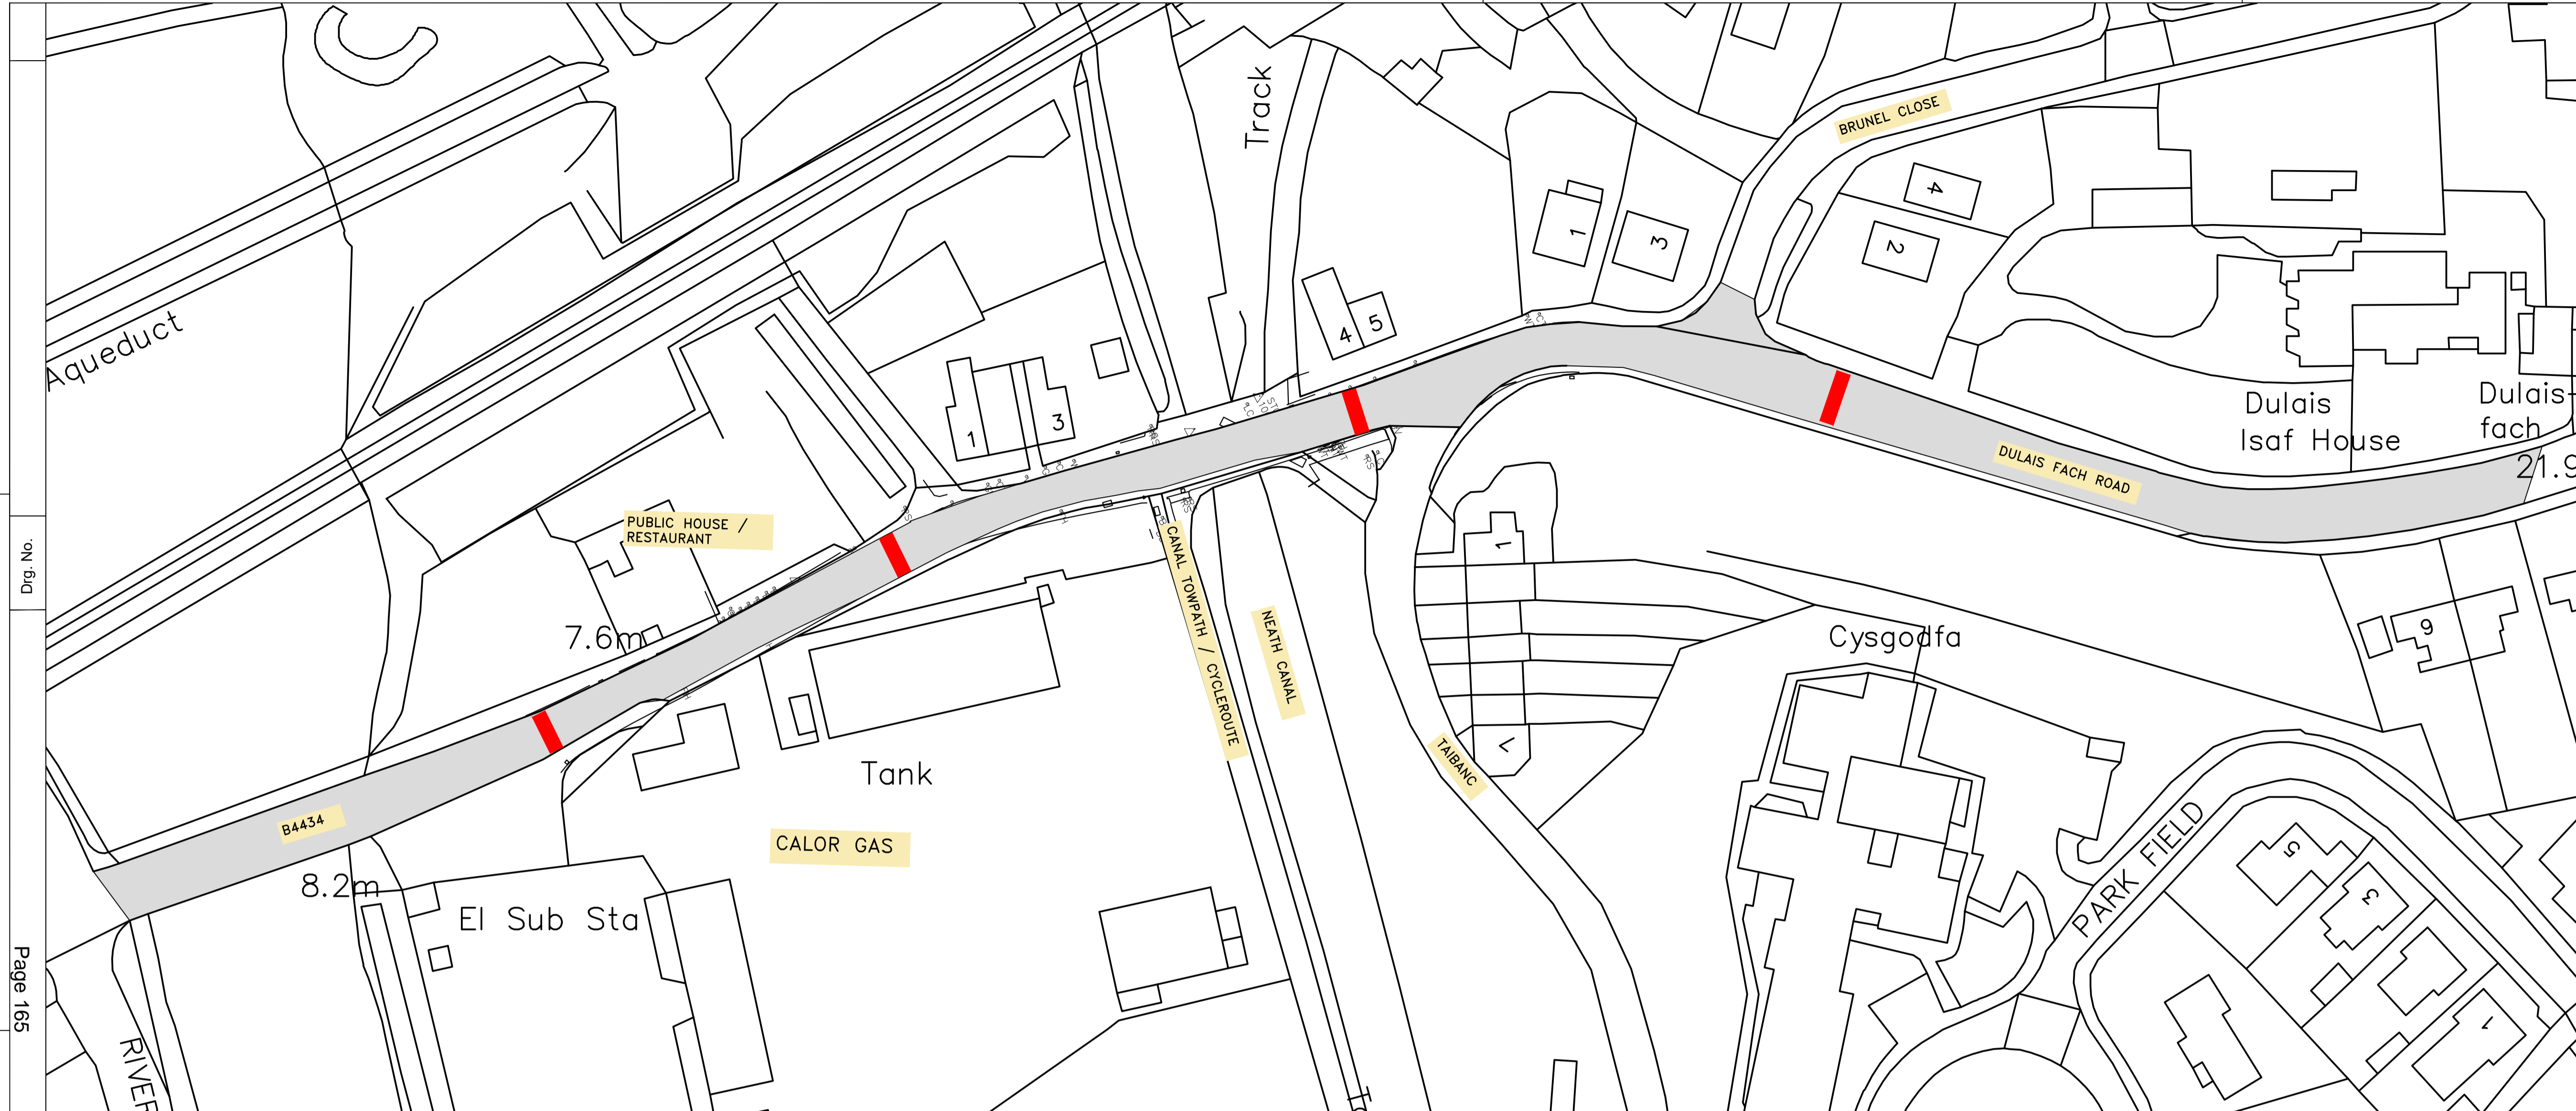 Drg. No.
Page 165
Aqueduct
Track
BRUNEL CLOSE
4
2
1
3
4
5
1
3
PUBLIC HOUSE /
RESTAURANT
7.6m
Dulais
Isaf House
Dulais
fach
21.9
DULAIS FACH ROAD
CANAL TOWPATH / CYCLEROUTE
NEATH CANAL
1
7
TAIBANC
Cysgodfa
9
Tank
B4434
CALOR GAS
8.2m
El Sub Sta
RIVER
PARK FIELD
5
3
1